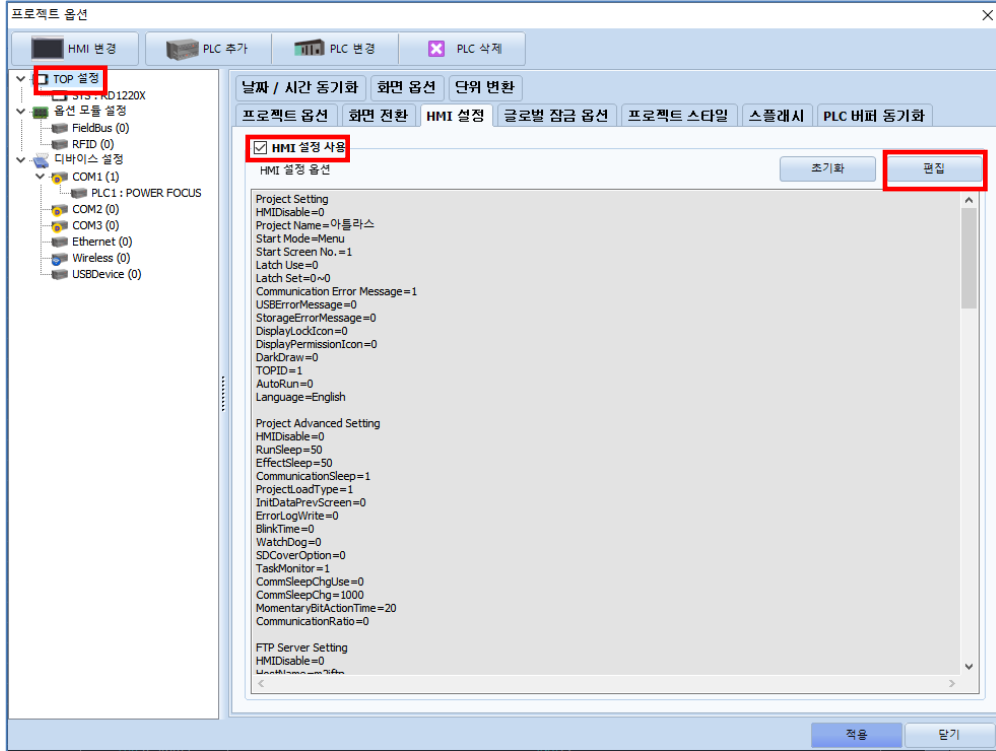 프로젝트 옵션
HMI 변경
PLC 추가
PLC 변경
PLC 삭제
TOP 설정
SYS : RD1220X
옵션 모듈 설정
FieldBus (0)
RFID (0)
디바이스 설정
COM1 (1)
PLC1 : POWER FOCUS
COM2 (0)
COM3 (0)
Ethernet (0)
Wireless (0)
USBDevice (0)
날짜 / 시간 동기화
화면 옵션
단위 변환
프로젝트 옵션
화면 전환
HMI 설정
글로벌 잠금 옵션
프로젝트 스타일
스플래시
PLC 버퍼 동기화
HMI 설정 사용
HMI 설정 옵션
초기화
편집
Project Setting
HMIDisable=0
Project Name=아틀라스
Start Mode=Menu
Start Screen No.=1
Latch Use=0
Latch Set=0~0
Communication Error Message=1
USBErrorMessage=0
StorageErrorMessage=0
DisplayLockIcon=0
DisplayPermissionIcon=0
DarkDraw=0
TOPID=1
AutoRun=0
Language=English
Project Advanced Setting
HMIDisable=0
RunSleep=50
EffectSleep=50
CommunicationSleep=1
ProjectLoadType=1
InitDataPrevScreen=0
ErrorLogWrite=0
BlinkTime=0
WatchDog=0
SDCoverOption=0
TaskMonitor=1
CommSleepChgUse=0
CommSleepChg=1000
MomentaryBitActionTime=20
CommunicationRatio=0
FTP Server Setting
HMIDisable=0
HostName=m2iftp
적용
닫기